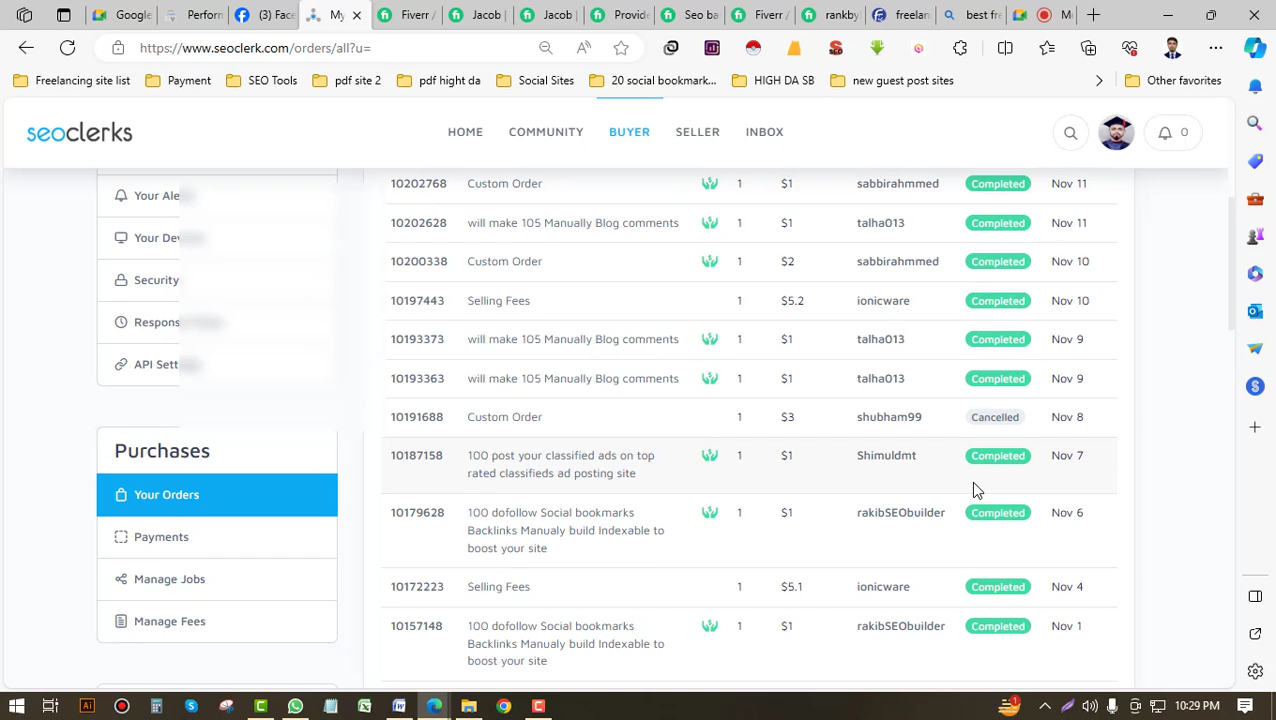 Google
Perform
(3) Face
My
Fiverr /
Jacob
Jacob
Provide
Seo ba
Fiverr /
rankby
freelan
best fr
M
https://www.seoclerk.com/orders/all?u=
Freelancing site list
Payment
SEO Tools
pdf site 2
pdf hight da
Social Sites
20 social bookmark...
HIGH DA SB
new guest post sites
Other favorites
seoclerks
HOME
COMMUNITY
BUYER
SELLER
INBOX
0
Your Ale
Your Dev
Security
Respons
API Sett
Purchases
Your Orders
Payments
Manage Jobs
Manage Fees
10202768 Custom Order 1 $1 sabbirahmmed Completed Nov 11
10202628 will make 105 Manually Blog comments 1 $1 talha013 Completed Nov 11
10200338 Custom Order 1 $2 sabbirahmmed Completed Nov 10
10197443 Selling Fees 1 $5.2 ionicware Completed Nov 10
10193373 will make 105 Manually Blog comments 1 $1 talha013 Completed Nov 9
10193363 will make 105 Manually Blog comments 1 $1 talha013 Completed Nov 9
10191688 Custom Order 1 $3 shubham99 Cancelled Nov 8
10187158 100 post your classified ads on top 1 $1 Shimuldmt Completed Nov 7
rated classifieds ad posting site
10179628 100 dofollow Social bookmarks 1 $1 rakibSEObuilder Completed Nov 6
Backlinks Manualy build Indexable to
boost your site
10172223 Selling Fees 1 $5.1 ionicware Completed Nov 4
10157148 100 dofollow Social bookmarks 1 $1 rakibSEObuilder Completed Nov 1
Backlinks Manualy build Indexable to
boost your site
10:29 PM